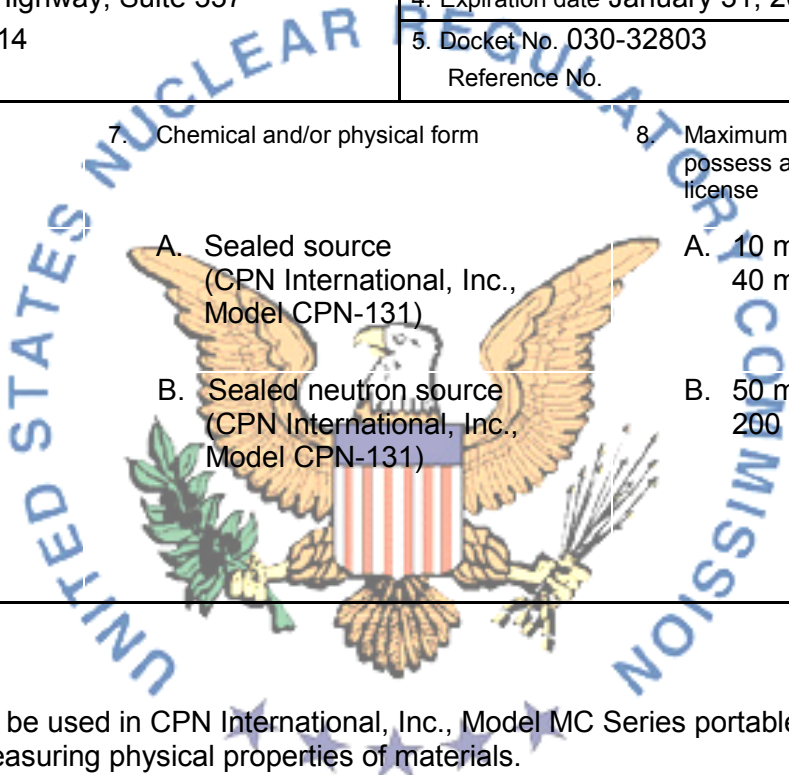 Highway, Suite 557
4. Expiration date January 31, 20
14
5. Docket No. 030-32803
Reference No.
7. Chemical and/or physical form
8. Maximum
possess a
license
A. Sealed source
(CPN International, Inc.,
Model CPN-131)
A. 10 m
40 m
B. Sealed neutron source
(CPN International, Inc.,
Model CPN-131)
B. 50 m
200
be used in CPN International, Inc., Model MC Series portable
easuring physical properties of materials.
UNITED STATES NUCLEAR REGULATORY COMMISSION